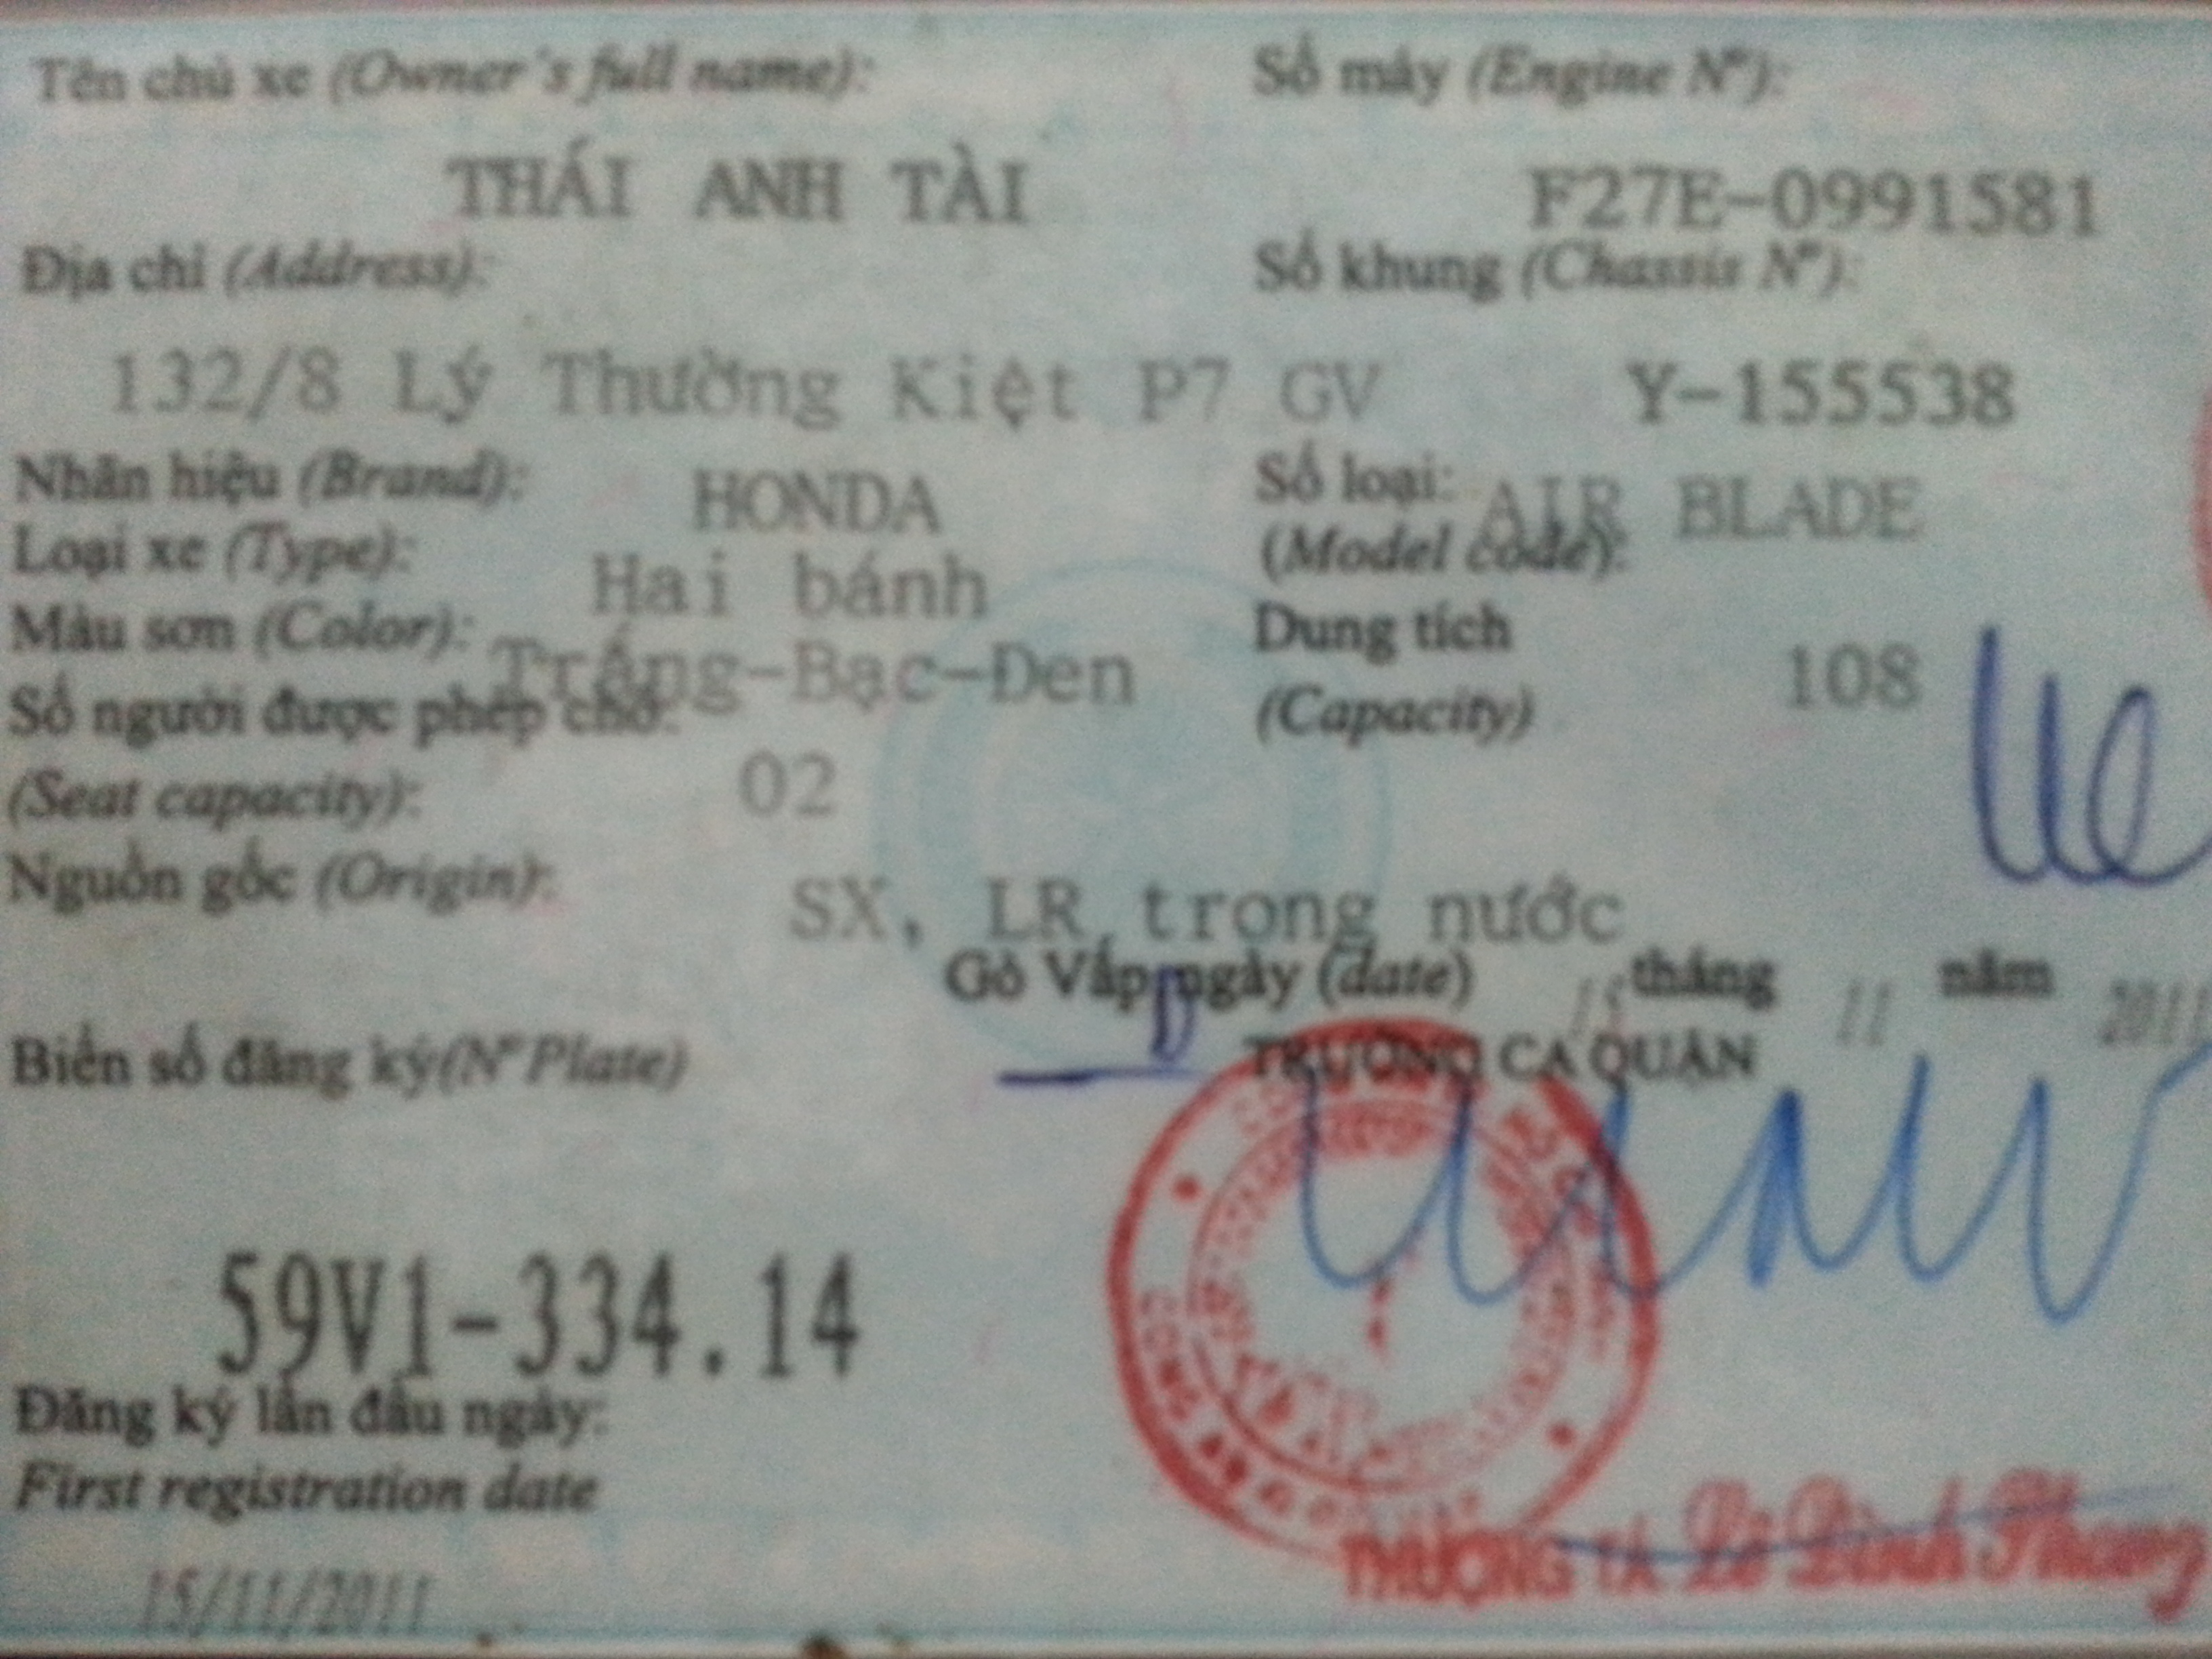 Tên chủ xe (Owner's full name):
THÁI ANH TÀI
Địa chỉ (Address):
132/8 Lý Thường Kiệt P7 GV
Nhãn hiệu (Brand): HONDA
Loại xe (Type): Hai bánh
Màu sơn (Color): Trắng-Bạc-Đen
Số người được phép chở:
(Seat capacity): 02
Nguồn gốc (Origin): SX, LR trong nước
Số máy (Engine Nº):
F27E-0991581
Số khung (Chassis Nº):
Y-155538
Số loại: AIR BLADE
(Model code):
Dung tích 108
(Capacity)
Gò Vấp ngày (date) 15 tháng 11 năm 2011
TRƯỞNG CA QUẬN
Biển số đăng ký(Nº Plate)
59V1-334.14
Đăng ký lần đầu ngày:
First registration date
15/11/2011
THƯỢNG TÁ